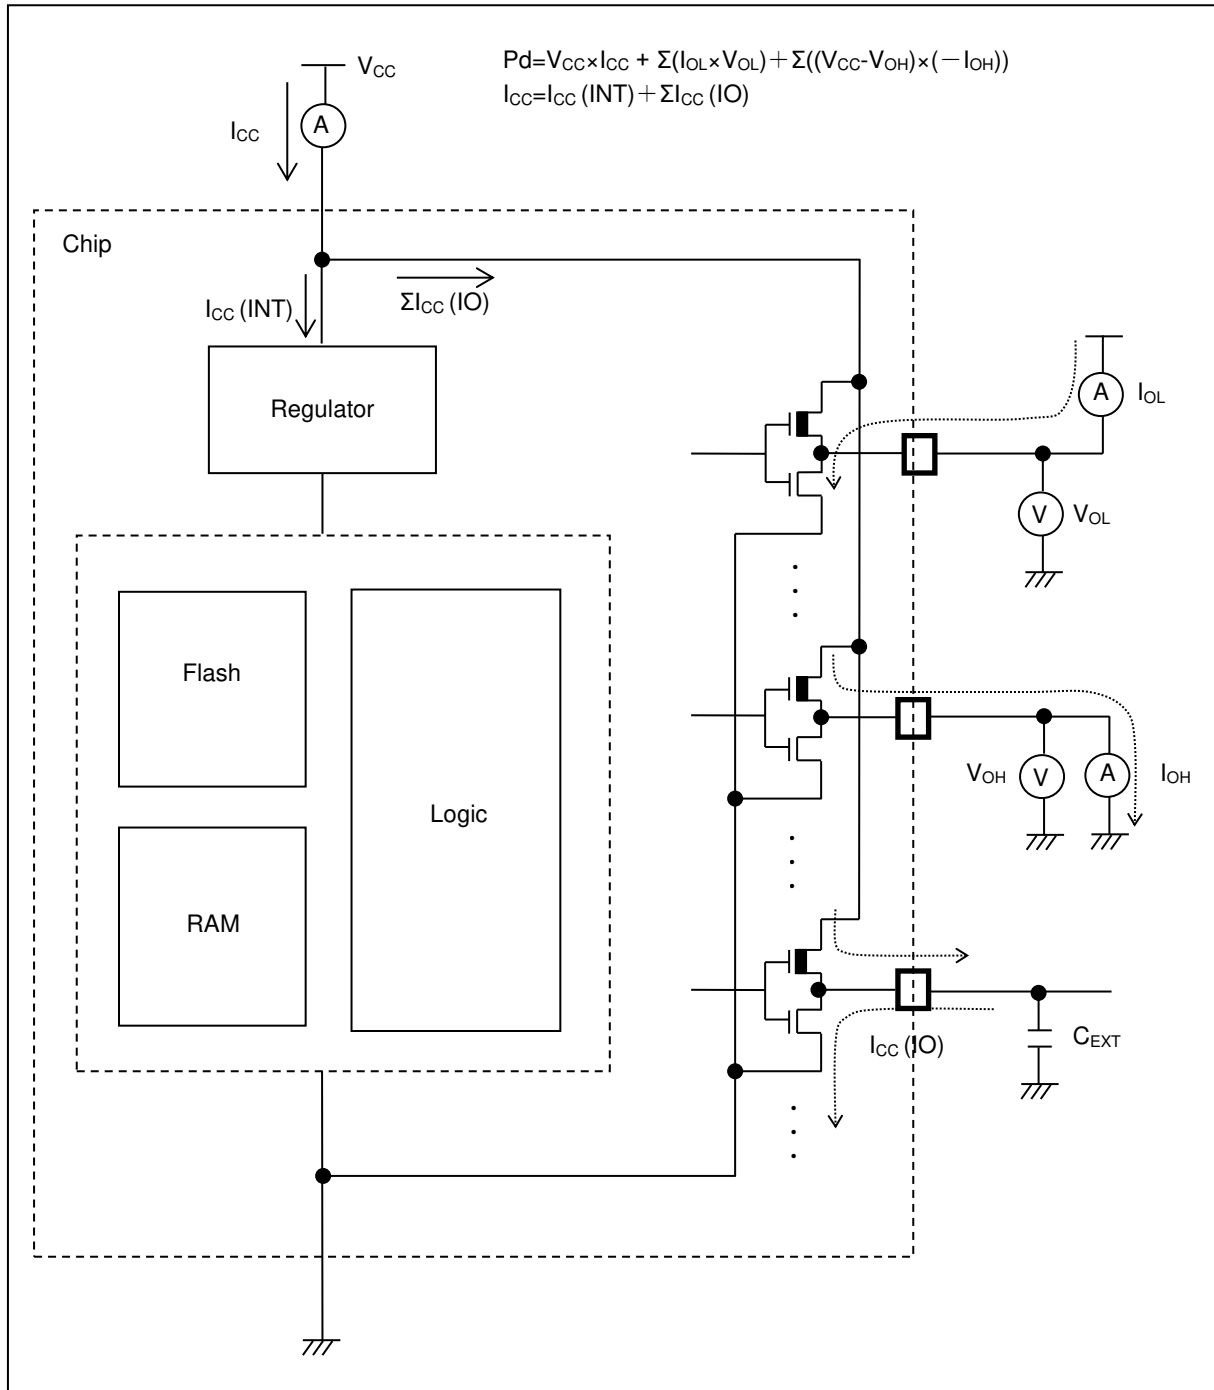 Pd=VCC×ICC + Σ(IOL×VOL)+Σ((VCC-VOH)×(-IOH))
ICC=ICC (INT)+ΣICC (IO)
VCC
A
ICC
Chip
ICC (INT)
ΣICC (IO)
Regulator
A
IOL
V
VOL
Flash
Logic
RAM
VOH
V
A
IOH
ICC (IO)
CEXT